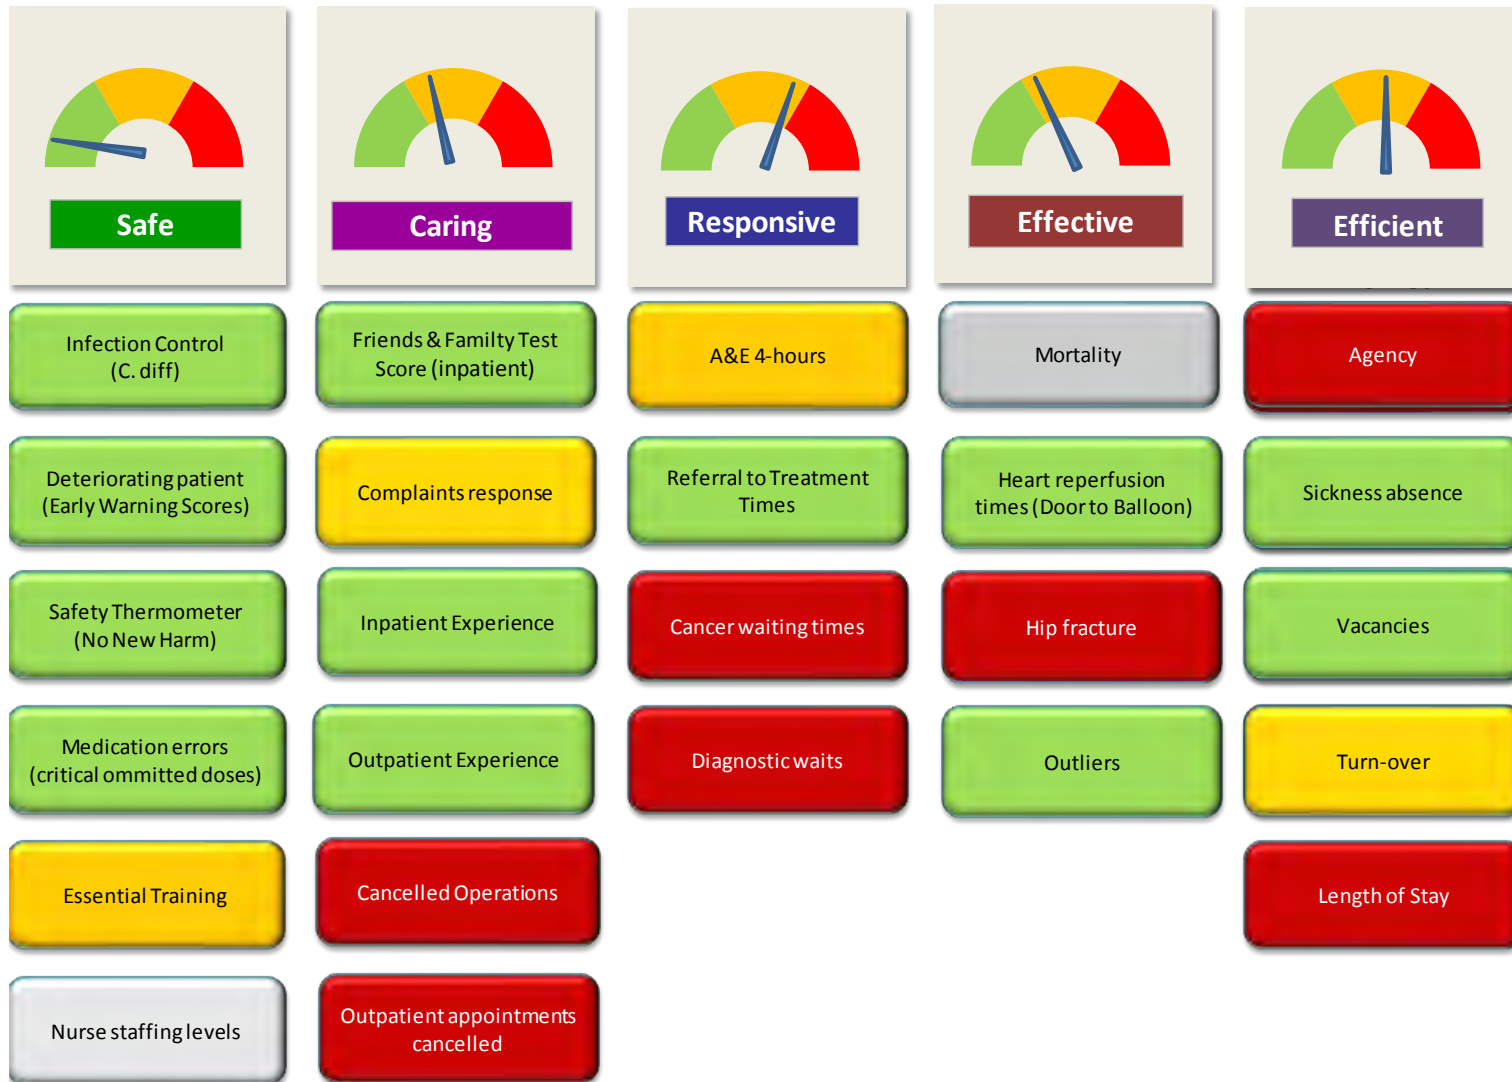 Safe
Caring
Responsive
Effective
Efficient
Infection Control
(C. diff)
Friends & Familty Test
Score (inpatient)
A&E 4-hours
Mortality
Agency
Deteriorating patient
(Early Warning Scores)
Complaints response
Referral to Treatment
Times
Heart reperfusion
times (Door to Balloon)
Sickness absence
Safety Thermometer
(No New Harm)
Inpatient Experience
Cancer waiting times
Hip fracture
Vacancies
Medication errors
(critical ommitted doses)
Outpatient Experience
Diagnostic waits
Outliers
Turn-over
Essential Training
Cancelled Operations
Length of Stay
Nurse staffing levels
Outpatient appointments
cancelled